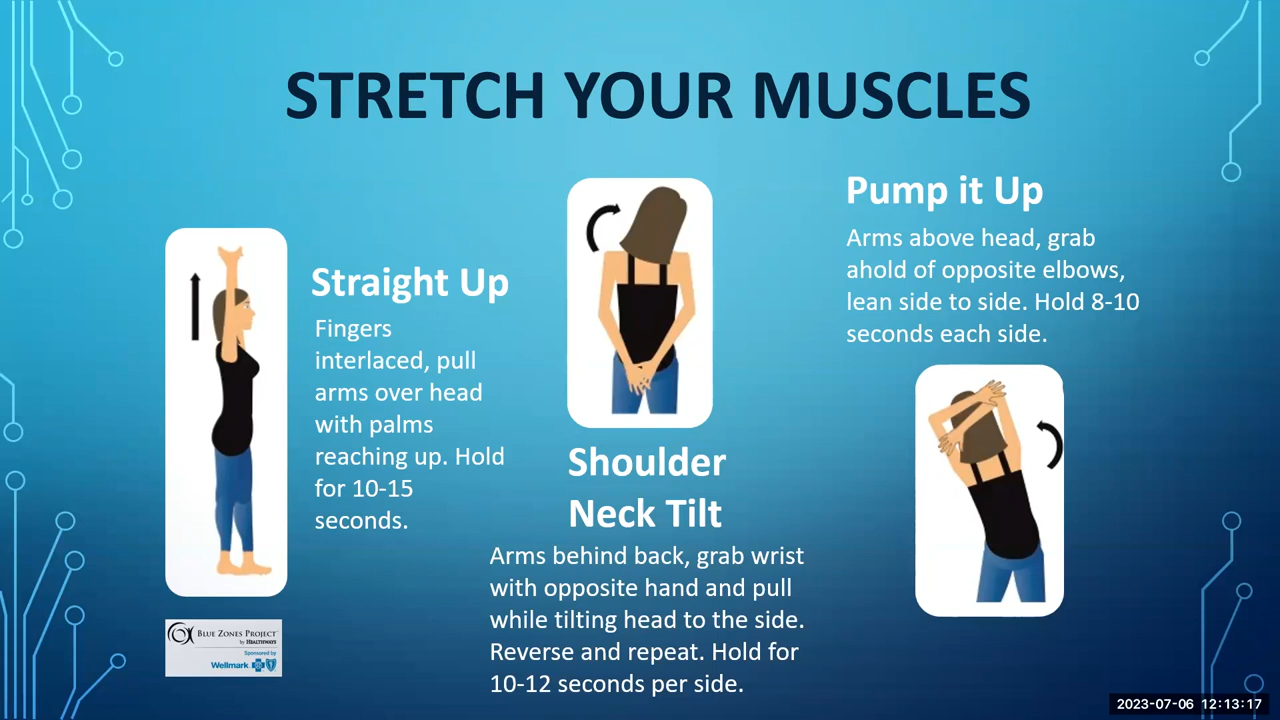 STRETCH YOUR MUSCLES
Straight Up
Fingers
interlaced, pull
arms over head
with palms
reaching up. Hold
for 10-15
seconds.
Shoulder
Neck Tilt
Arms behind back, grab wrist
with opposite hand and pull
while tilting head to the side.
Reverse and repeat. Hold for
10-12 seconds per side.
Pump it Up
Arms above head, grab
ahold of opposite elbows,
lean side to side. Hold 8-10
seconds each side.
BLUE ZONES PROJECT
by HEALTHWAYS
Sponsored by
Wellmark
2023-07-06 12:13:17